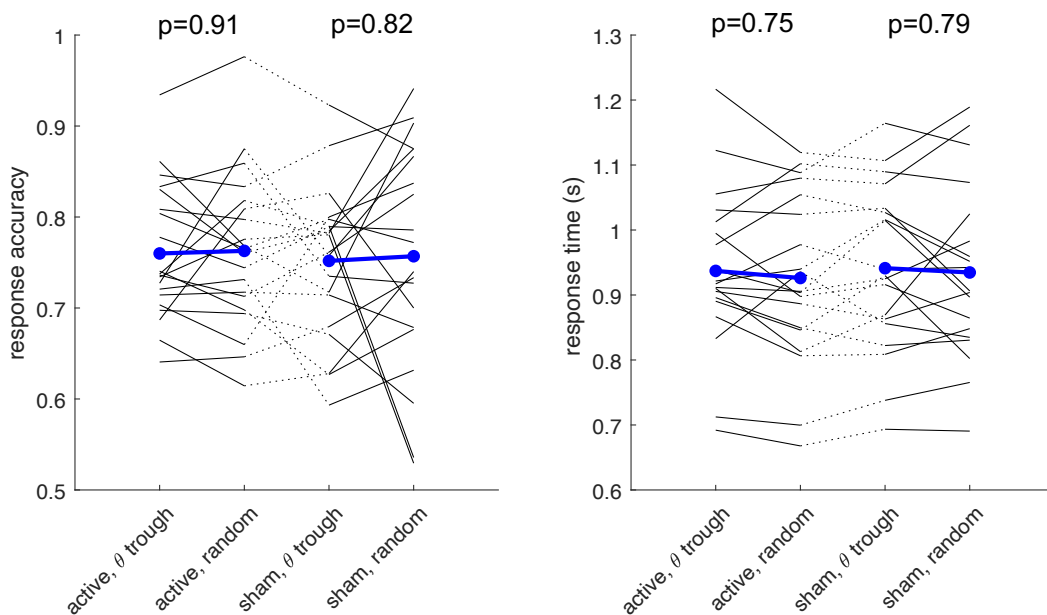 p=0.91 p=0.82
1
0.9
0.8
0.7
0.6
0.5
response accuracy
active, θ trough
active, random
sham, θ trough
sham, random
p=0.75 p=0.79
1.3
1.2
1.1
1
0.9
0.8
0.7
0.6
response time (s)
active, θ trough
active, random
sham, θ trough
sham, random